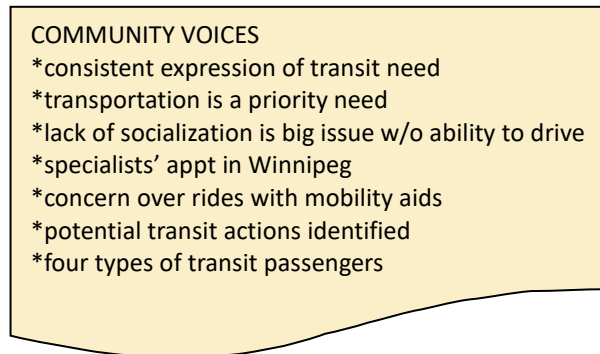 COMMUNITY VOICES
*consistent expression of transit need
*transportation is a priority need
*lack of socialization is big issue w/o ability to drive
*specialists’ appt in Winnipeg
*concern over rides with mobility aids
*potential transit actions identified
*four types of transit passengers